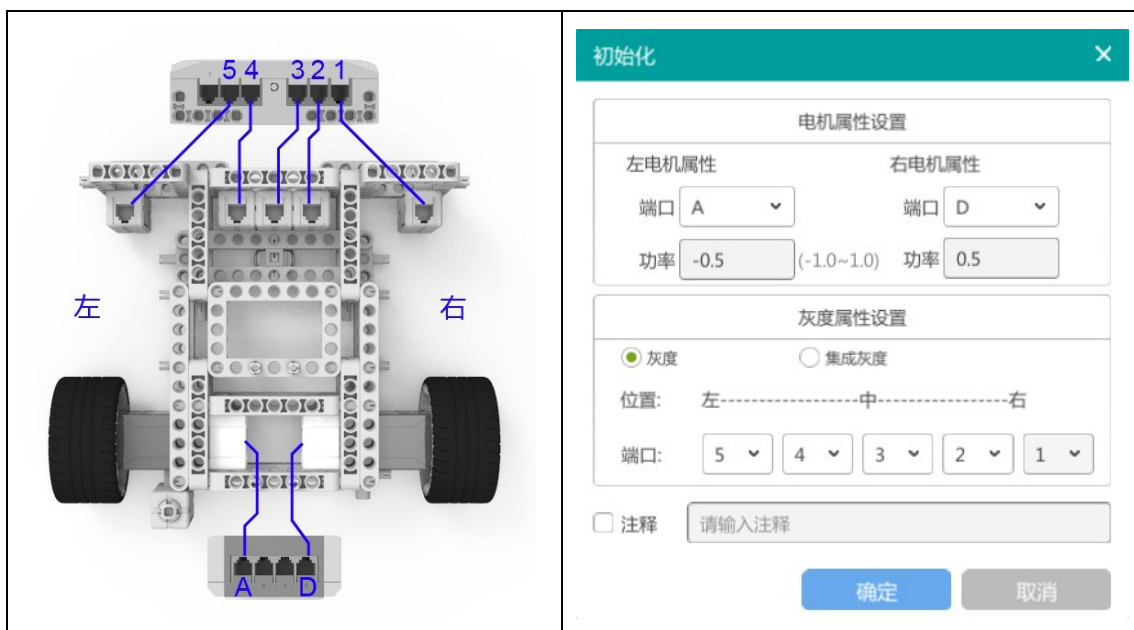 5 4 3 2 1
左
右
A D
初始化
电机属性设置
左电机属性 右电机属性
端口 A 端口 D
功率 -0.5 (-1.0~1.0) 功率 0.5
灰度属性设置
灰度 集成灰度
位置: 左-----------------中-----------------右
端口: 5 4 3 2 1
注释 请输入注释
确定 取消